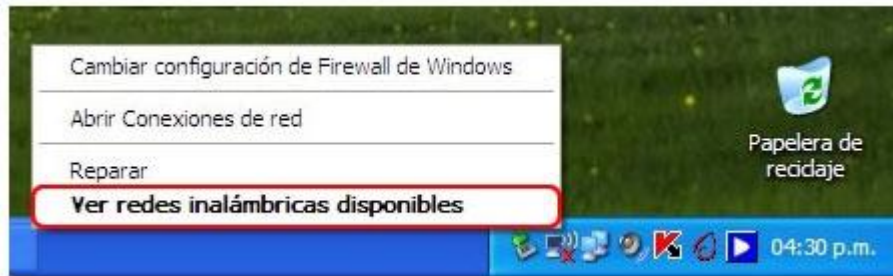 Cambiar configuración de Firewall de Windows
Abrir Conexiones de red
Reparar
Ver redes inalámbricas disponibles
Papelera de
reciclaje
04:30 p.m.